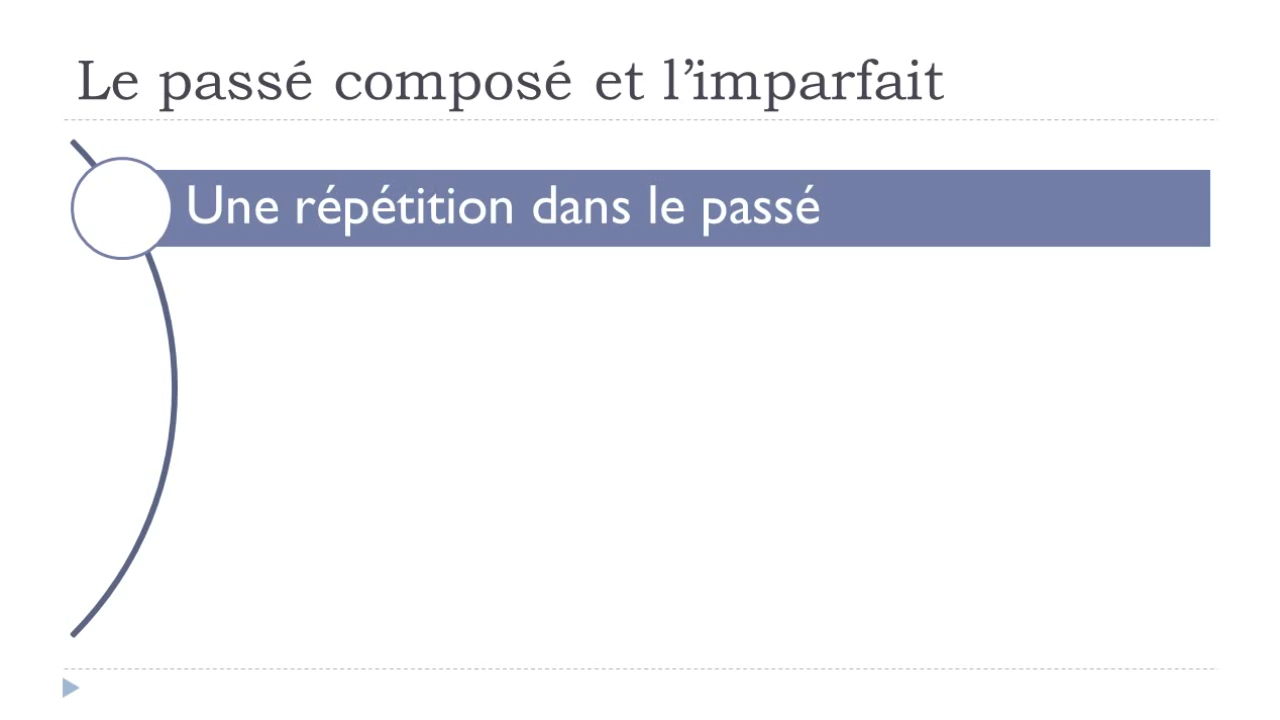 Le passé composé et l’imparfait
Une répétition dans le passé